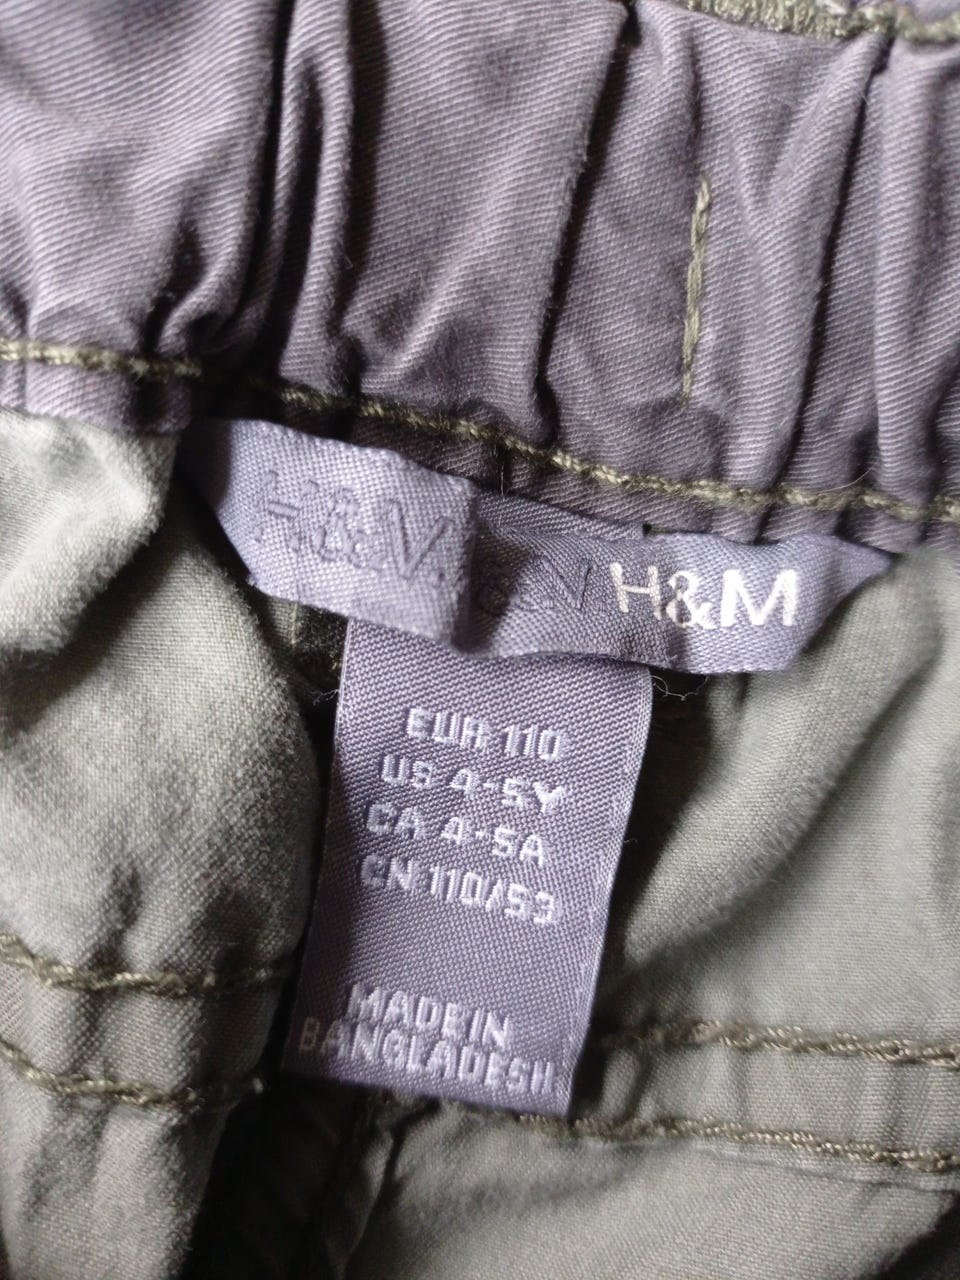 H&M
EUR 110
US 4-5Y
CA 4-5A
CN 110/53
MADE IN
BANGLADESH